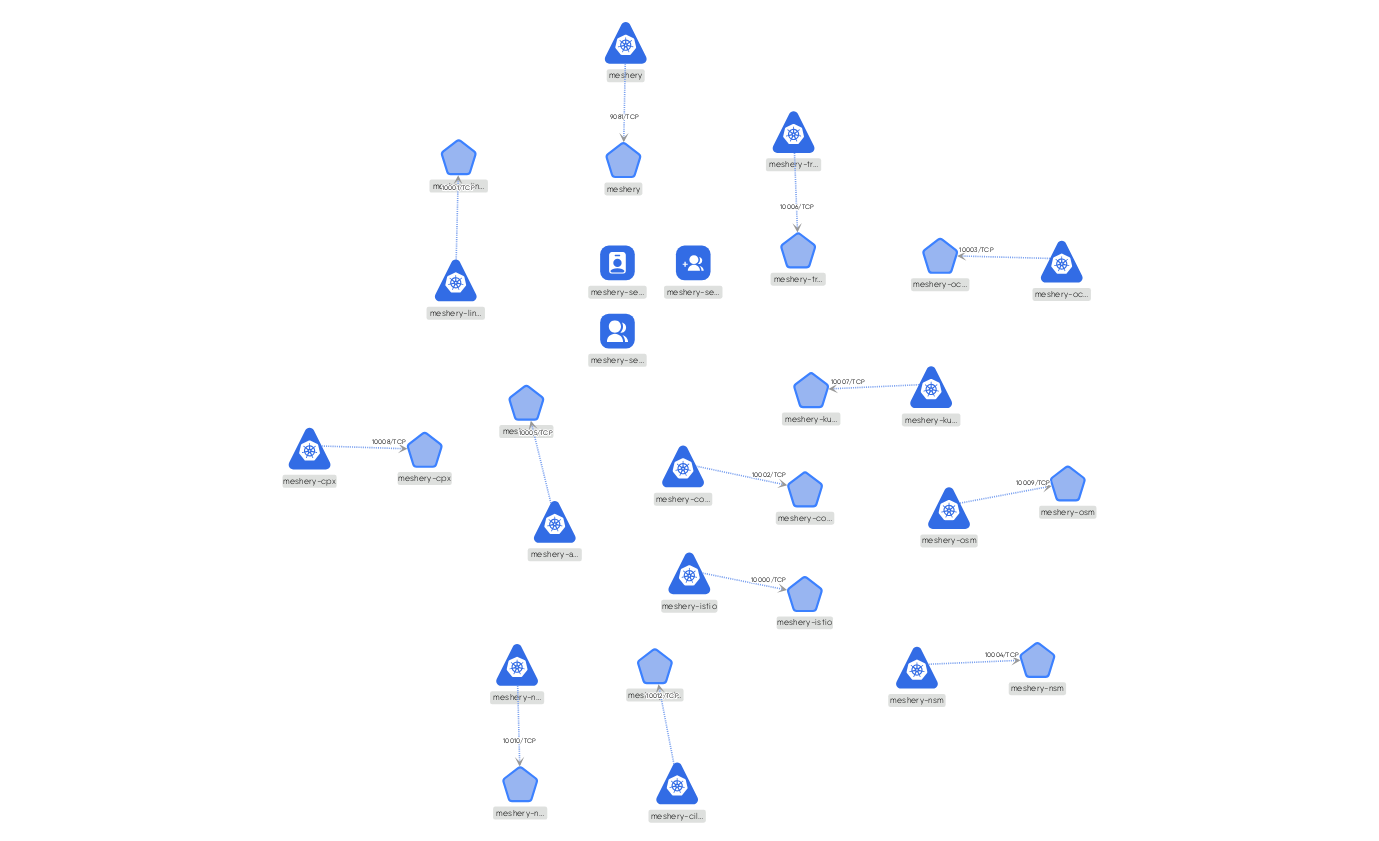 meshery
9081/TCP
meshery
meshery-tr...
10006/TCP
meshery-tr...
10001/TCP
meshery-lin...
10003/TCP
meshery-oc...
meshery-oc...
meshery-se...
meshery-se...
meshery-se...
10007/TCP
meshery-ku...
meshery-ku...
10008/TCP
meshery-cpx
meshery-cpx
10005/TCP
meshery-a...
10002/TCP
meshery-co...
meshery-co...
10009/TCP
meshery-osm
meshery-osm
10000/TCP
meshery-istio
meshery-istio
meshery-n...
10010/TCP
meshery-n...
10012/TCP
meshery-cil...
10004/TCP
meshery-nsm
meshery-nsm